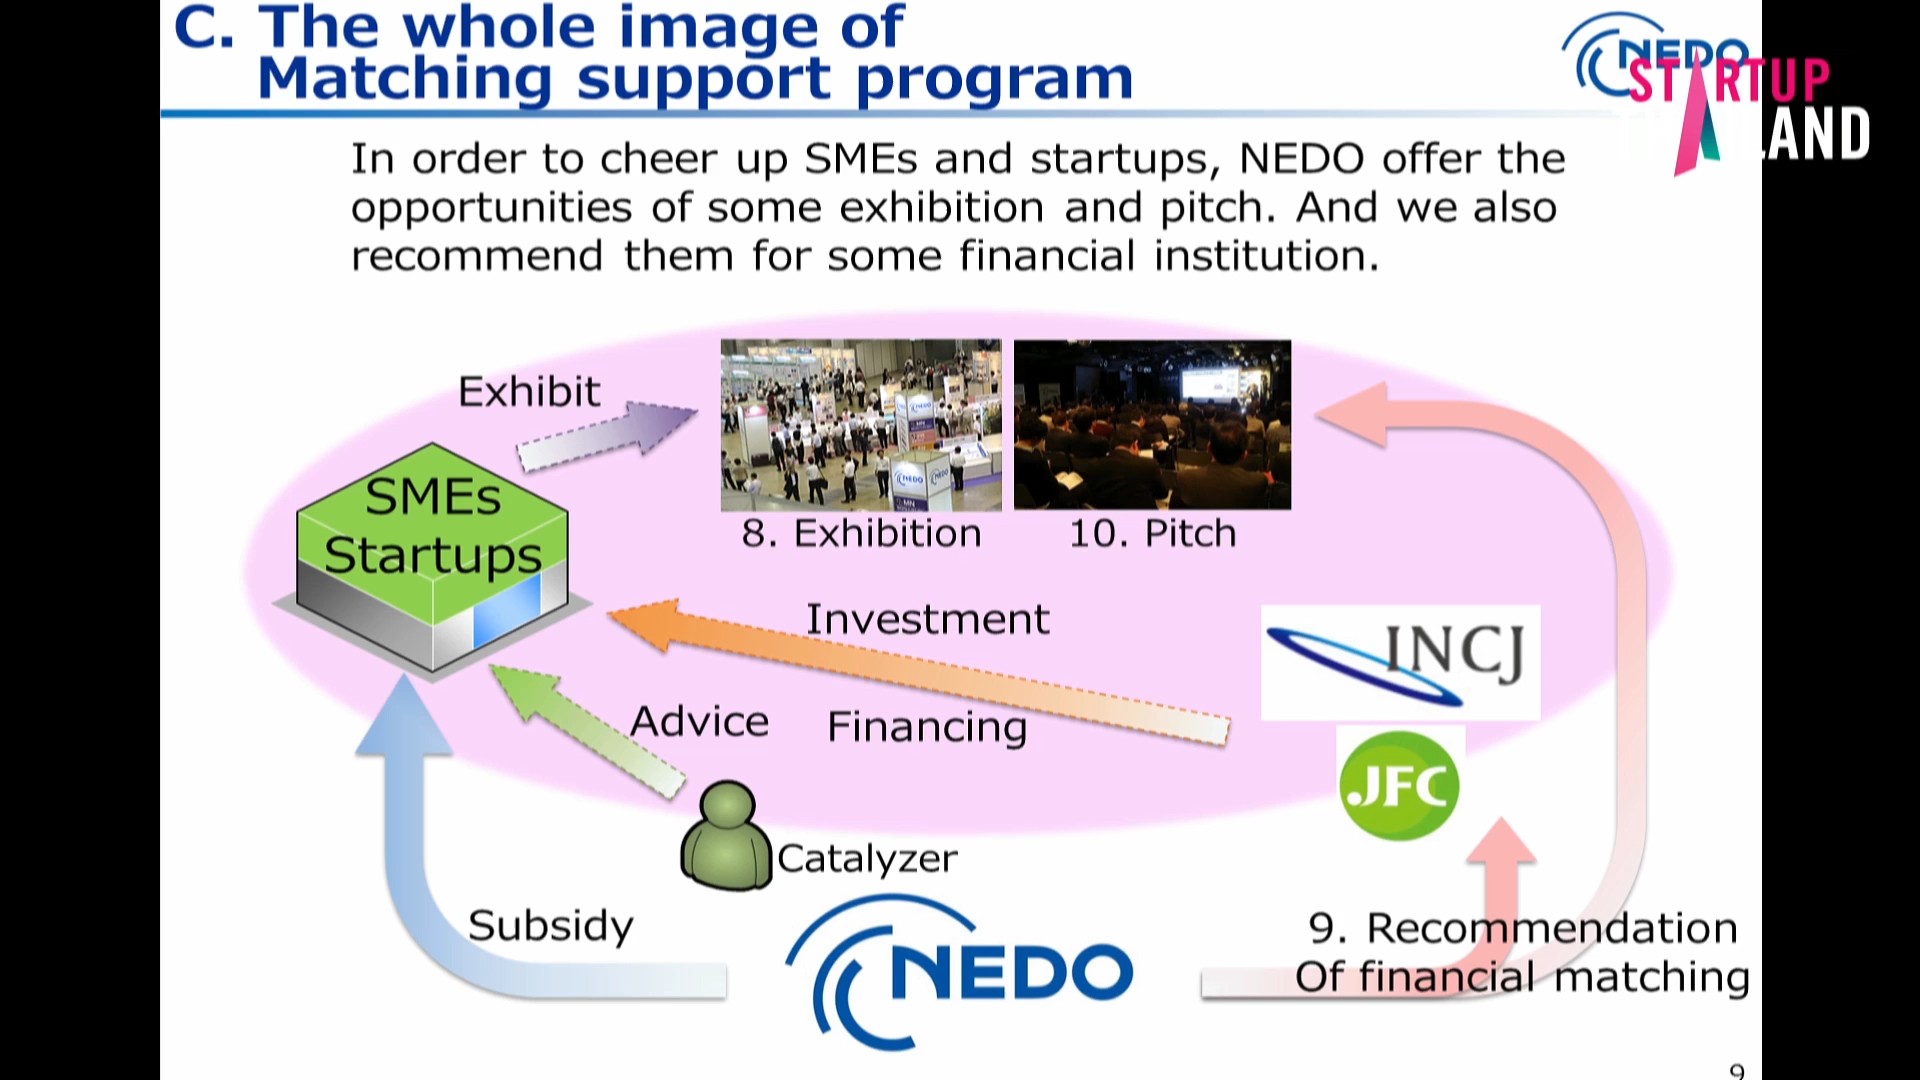 C. The whole image of
Matching support program
NEDO
STARTUP
LAND
In order to cheer up SMEs and startups, NEDO offer the
opportunities of some exhibition and pitch. And we also
recommend them for some financial institution.
Exhibit
NEDO
NEDO
NEDO
SMEs
Startups
8. Exhibition
10. Pitch
Investment
INCJ
Advice
Financing
JFC
Catalyzer
Subsidy
NEDO
9. Recommendation
Of financial matching
9